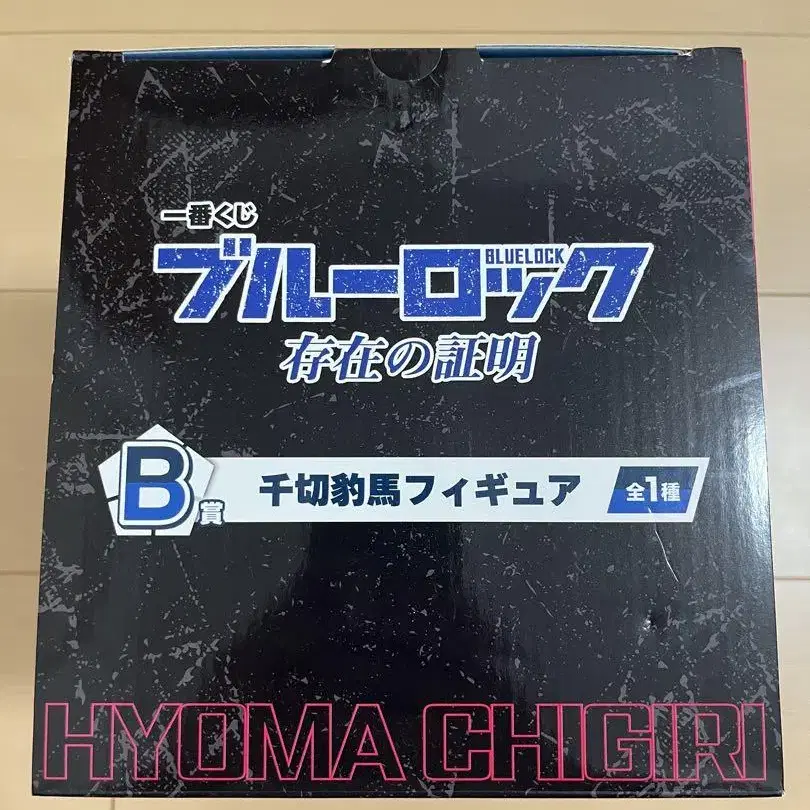 一番くじ
ブルーロック
BLUELOCK
存在の証明
B賞
千切豹馬フィギュア
全1種
HYOMA CHIGIRI